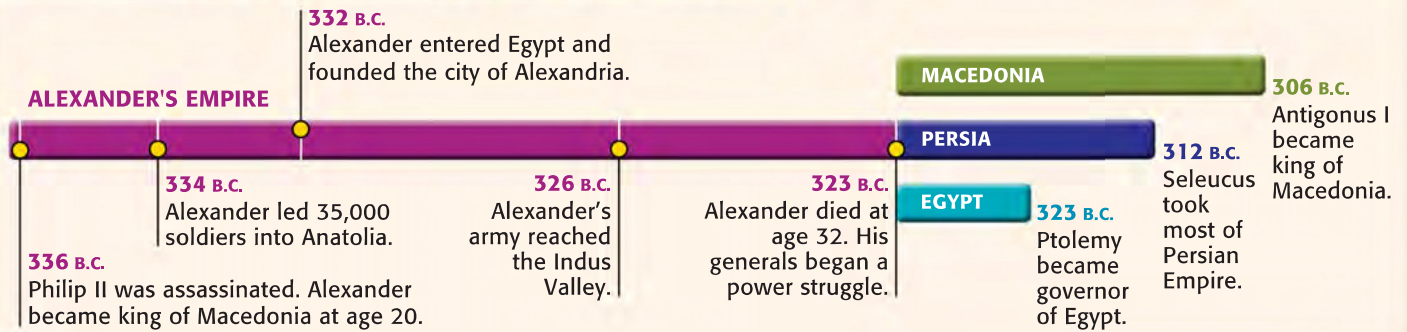 332 B.C.
Alexander entered Egypt and
founded the city of Alexandria.
ALEXANDER'S EMPIRE
336 B.C.
Philip II was assassinated. Alexander
became king of Macedonia at age 20.
334 B.C.
Alexander led 35,000
soldiers into Anatolia.
326 B.C.
Alexander's
army reached
the Indus
Valley.
323 B.C.
Alexander died at
age 32. His
generals began a
power struggle.
MACEDONIA
306 B.C.
Antigonus I
became
king of
Macedonia.
PERSIA
312 B.C.
Seleucus
took
most of
Persian
Empire.
EGYPT
323 B.C.
Ptolemy
became
governor
of Egypt.